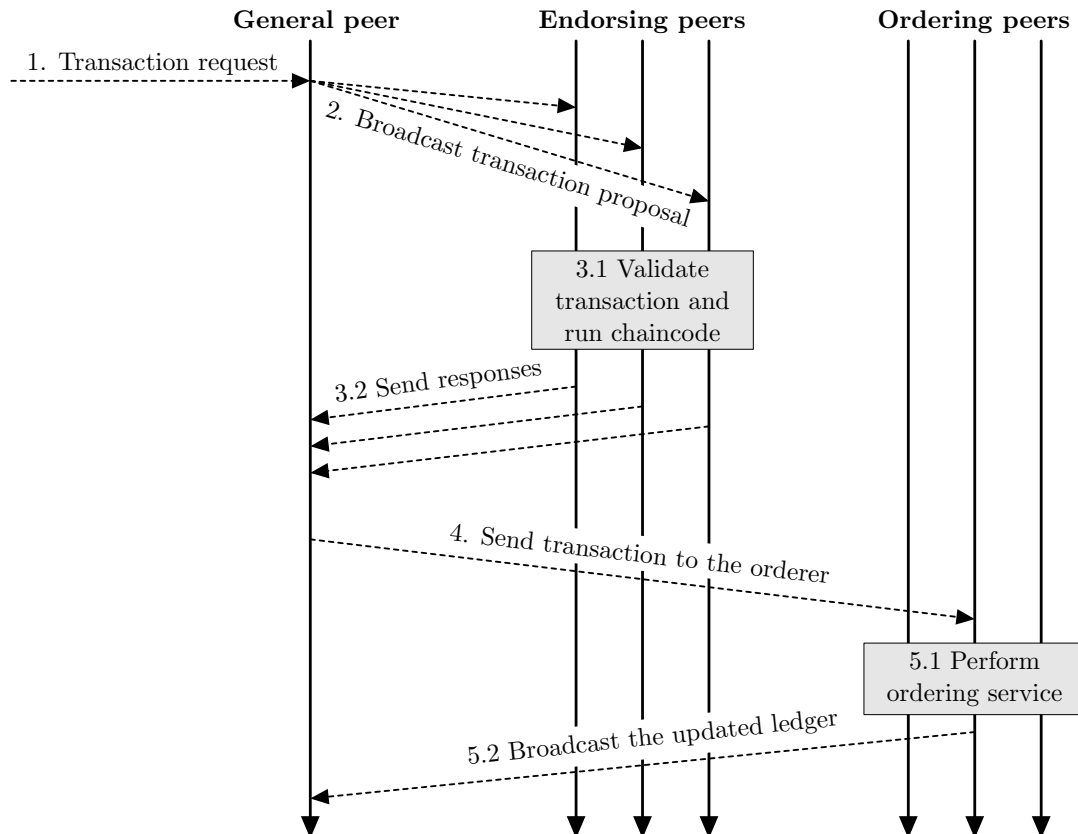 General peer
Endorsing peers
Ordering peers
1. Transaction request
2. Broadcast transaction proposal
3.1 Validate
transaction and
run chaincode
3.2 Send responses
4. Send transaction to the orderer
5.1 Perform
ordering service
5.2 Broadcast the updated ledger